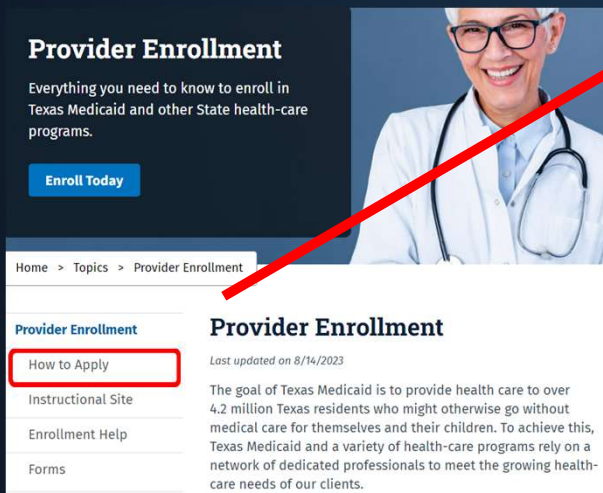 Provider Enrollment
Everything you need to know to enroll in
Texas Medicaid and other State health-care
programs.
Enroll Today
Home > Topics > Provider Enrollment
Provider Enrollment
How to Apply
Instructional Site
Enrollment Help
Forms
Provider Enrollment
Last updated on 8/14/2023
The goal of Texas Medicaid is to provide health care to over
4.2 million Texas residents who might otherwise go without
medical care for themselves and their children. To achieve this,
Texas Medicaid and a variety of health-care programs rely on a
network of dedicated professionals to meet the growing health-
care needs of our clients.